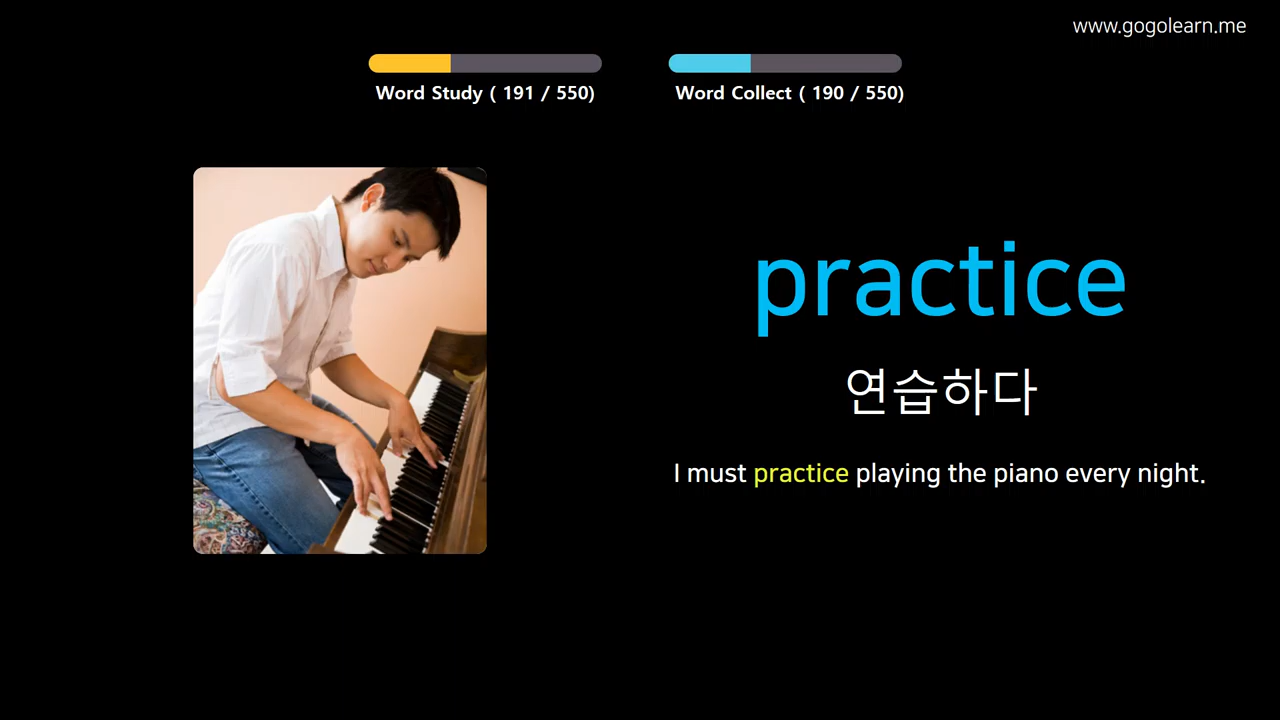 www.gogolearn.me
Word Study ( 191 / 550)
Word Collect ( 190 / 550)
practice
연습하다
I must practice playing the piano every night.